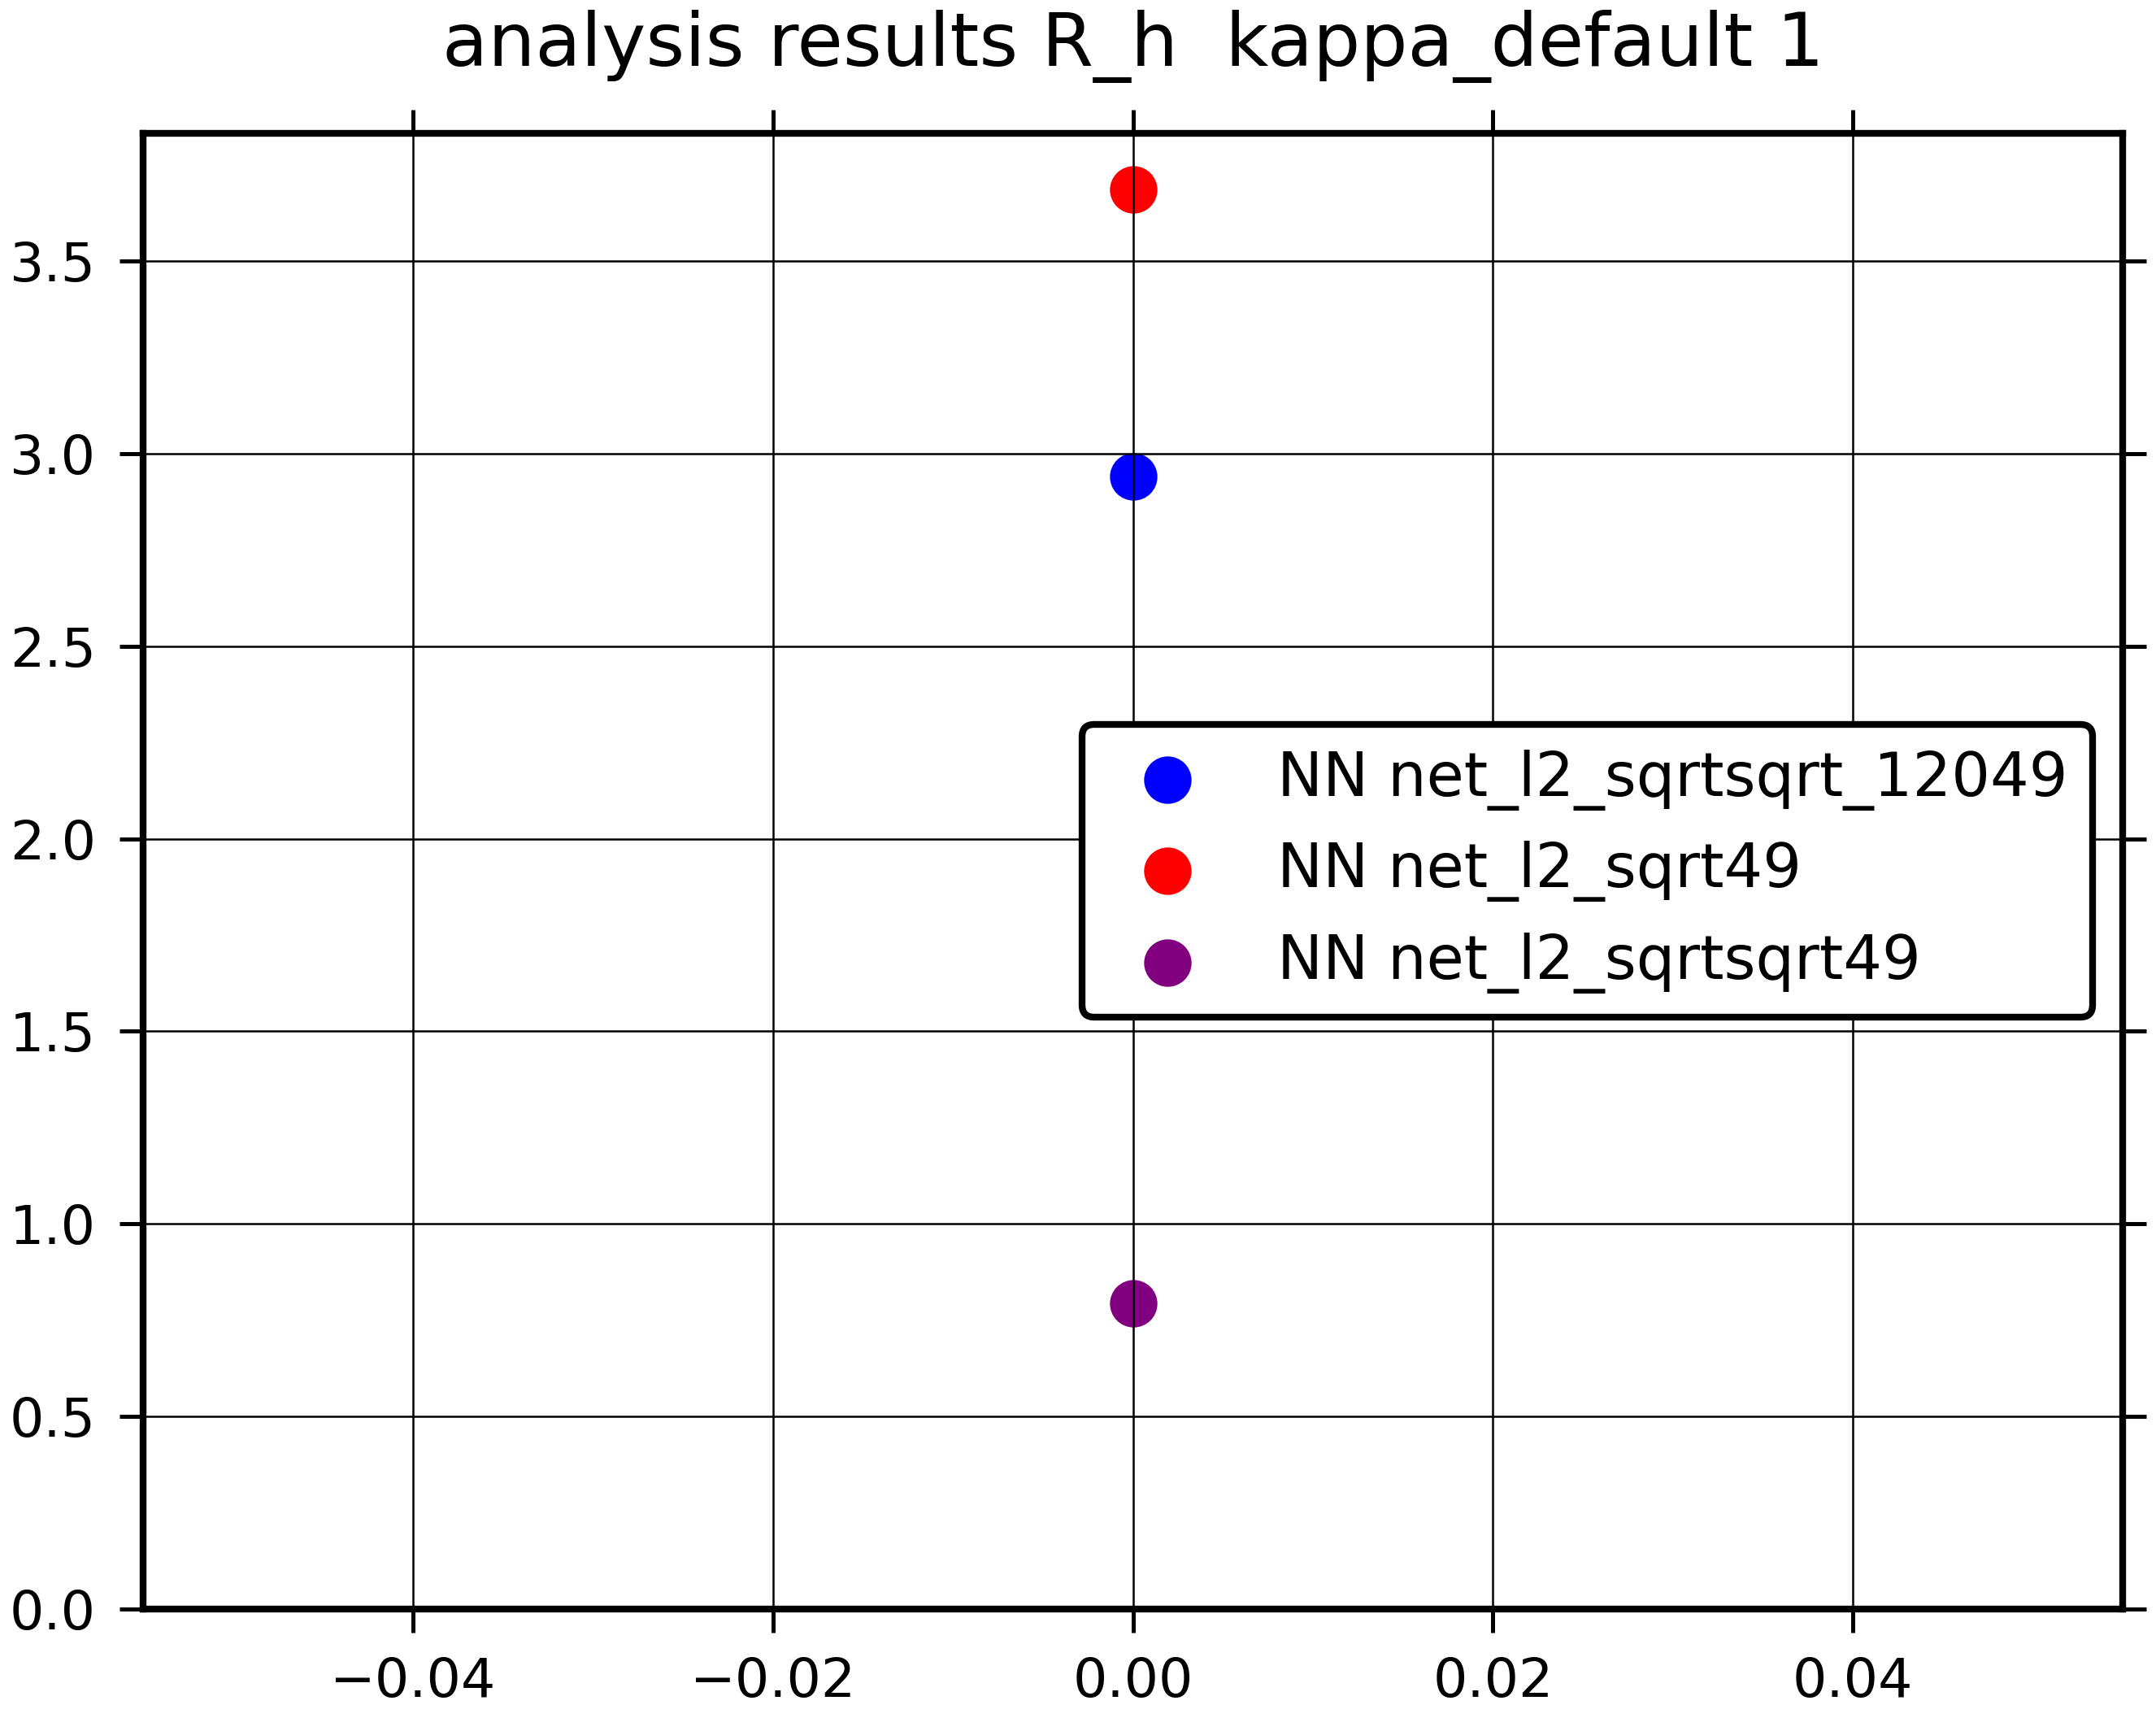 analysis results R_h kappa_default 1
3.5
3.0
2.5
2.0
1.5
1.0
0.5
0.0
NN net_l2_sqrtsqrt_12049
NN net_l2_sqrt49
NN net_l2_sqrtsqrt49
−0.04 −0.02 0.00 0.02 0.04